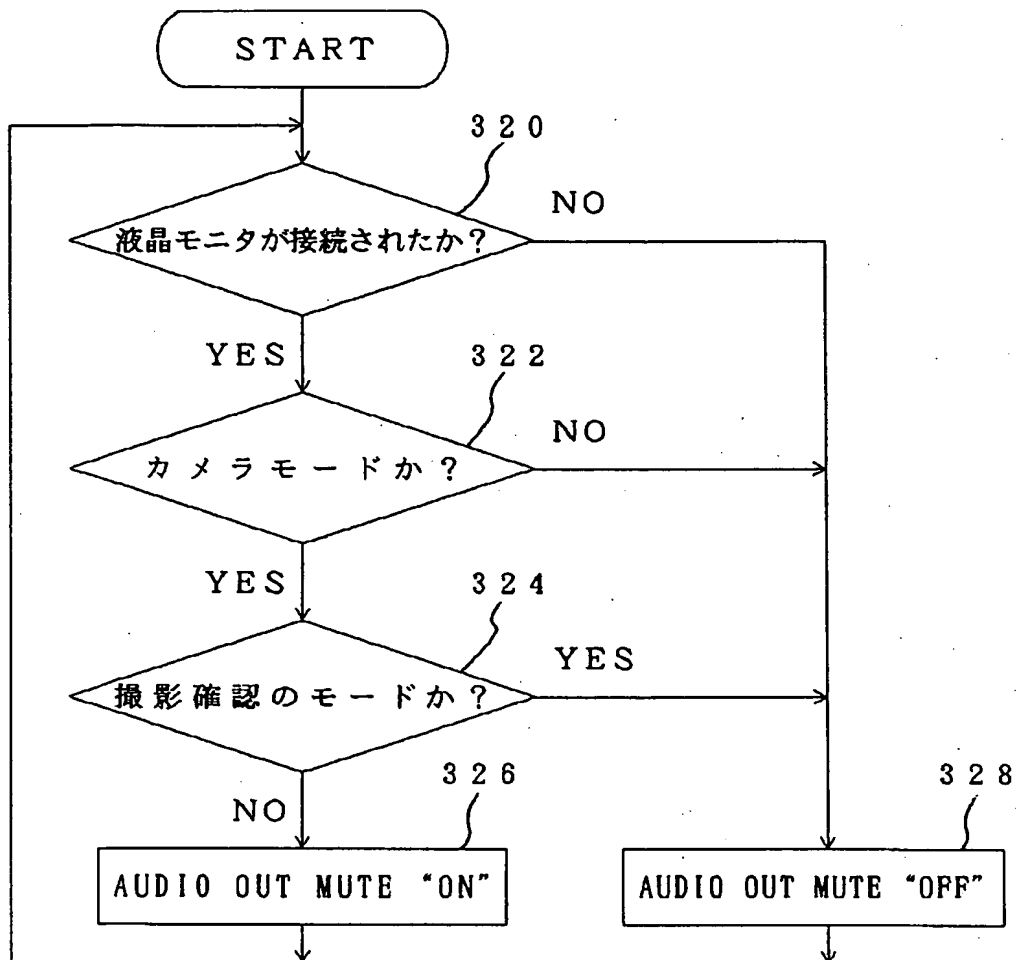 START
320
液晶モニタが接続されたか？
NO
YES
322
カメラモードか？
NO
YES
324
撮影確認のモードか？
YES
NO
326
328
AUDIO OUT MUTE “ON”
AUDIO OUT MUTE “OFF”